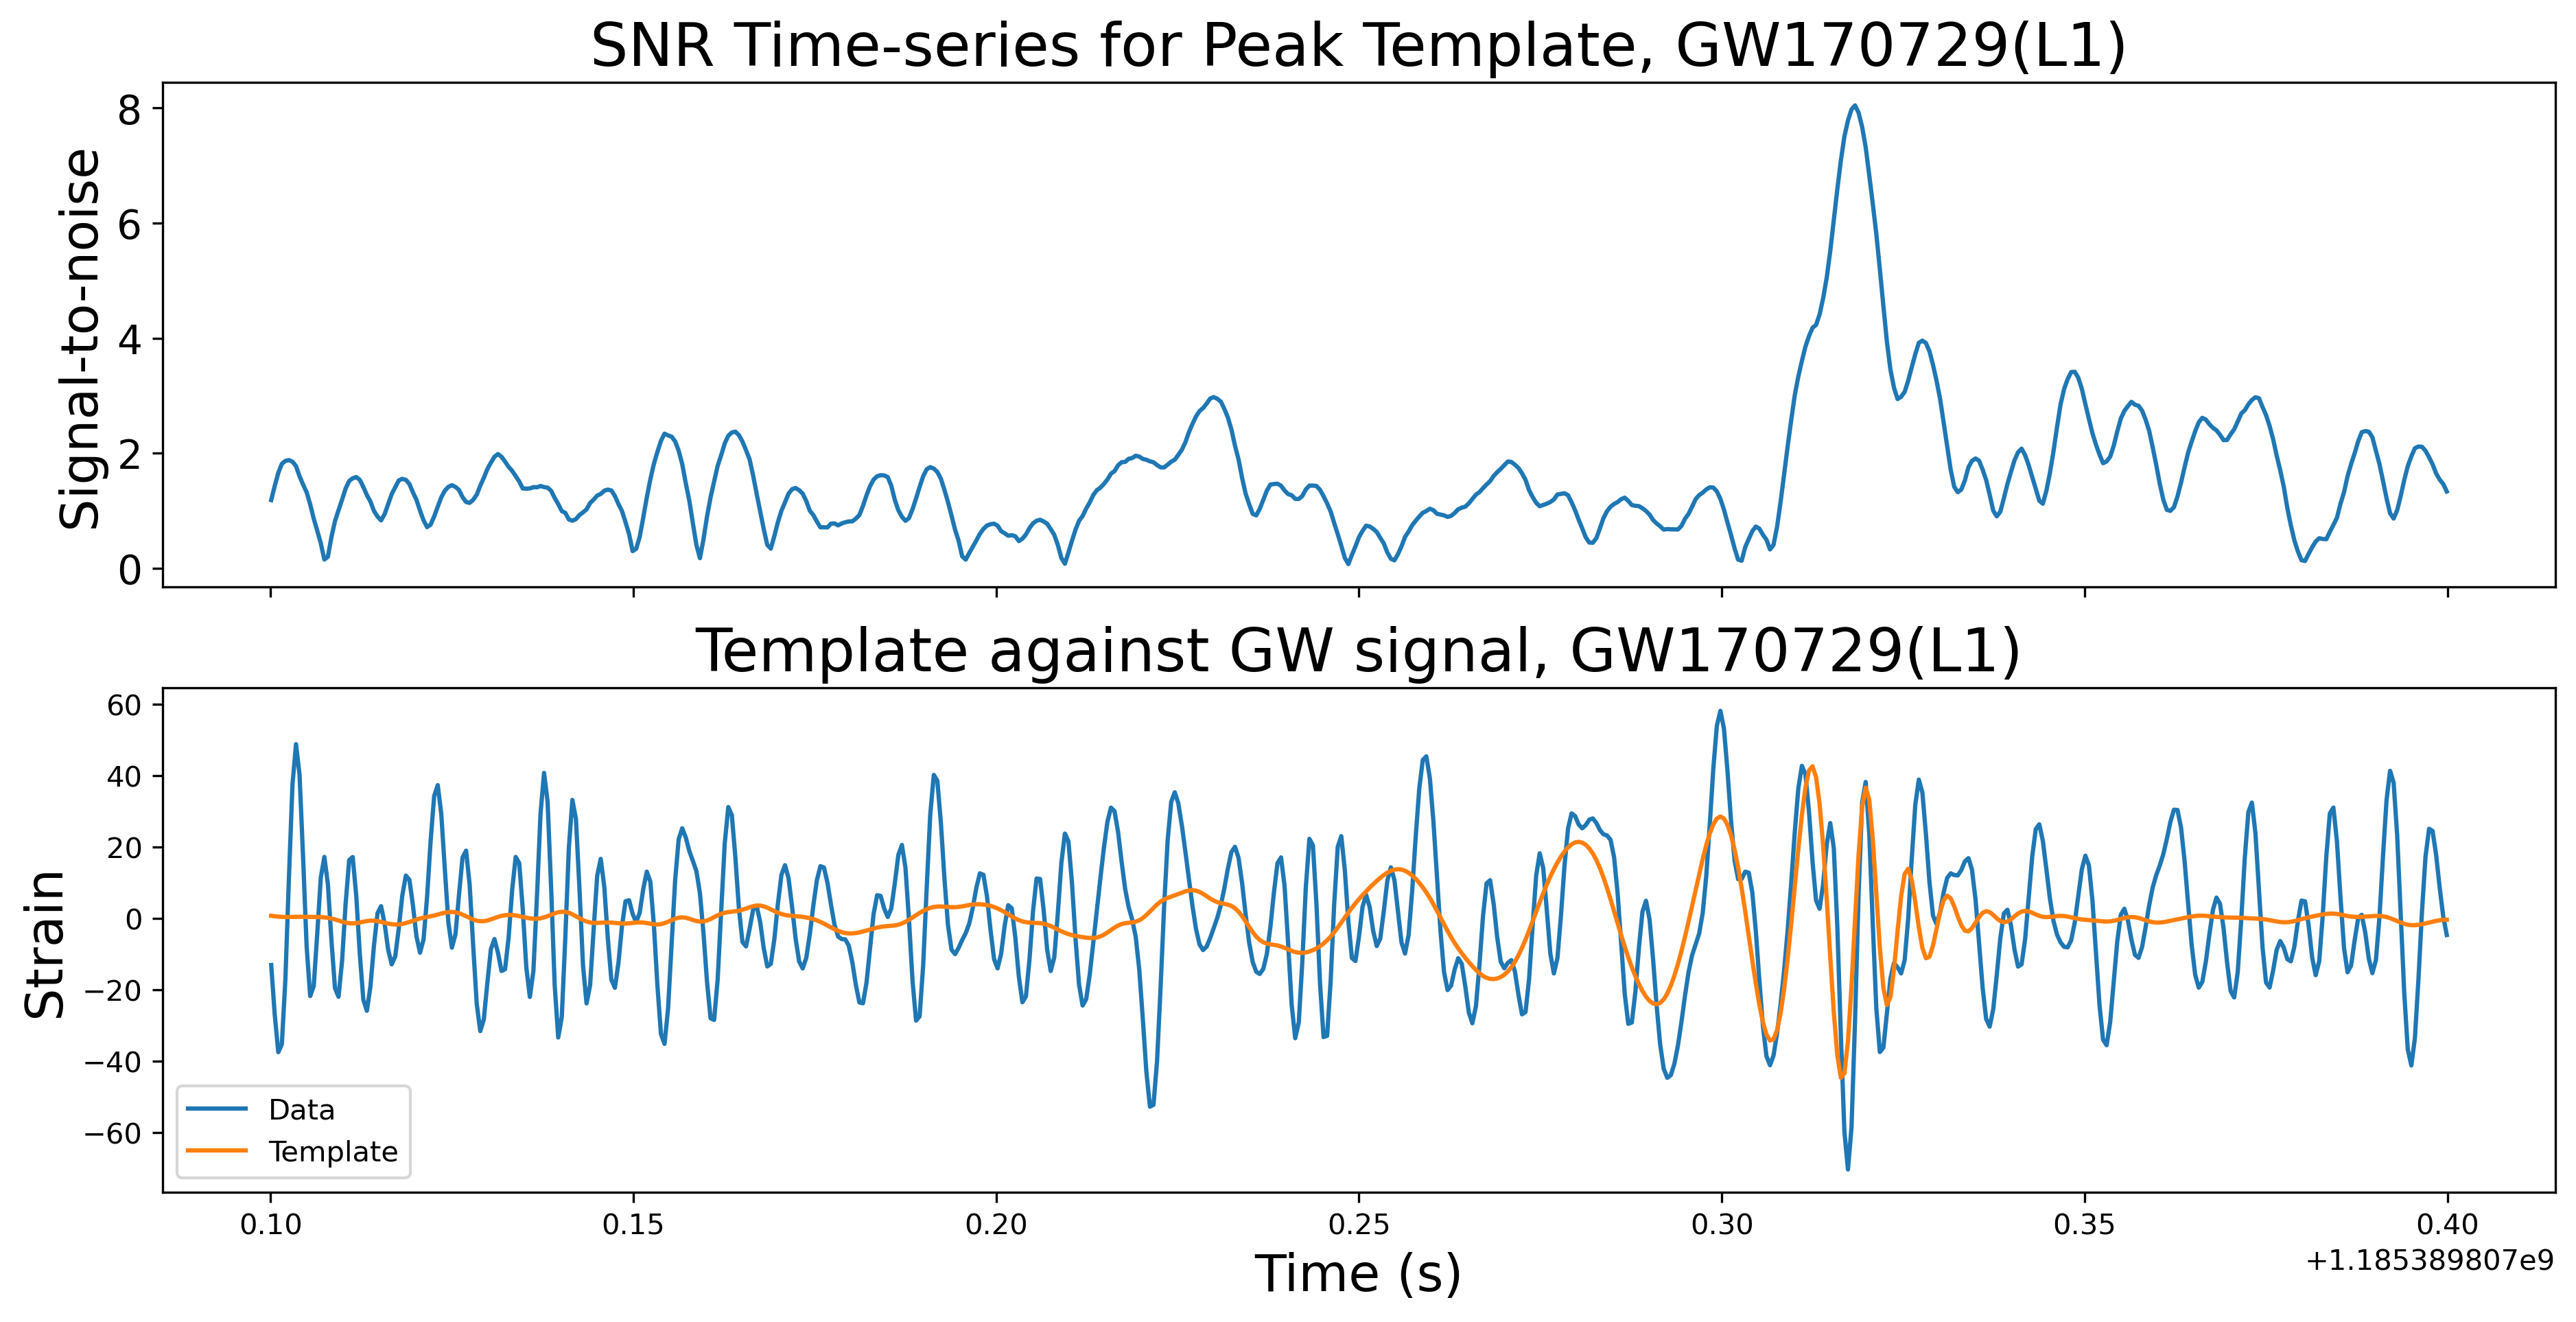 SNR Time-series for Peak Template, GW170729(L1)
Signal-to-noise
8
6
4
2
0
Template against GW signal, GW170729(L1)
Strain
60
40
20
0
−20
−40
−60
Data
Template
0.10 0.15 0.20 0.25 0.30 0.35 0.40
+1.185389807e9
Time (s)